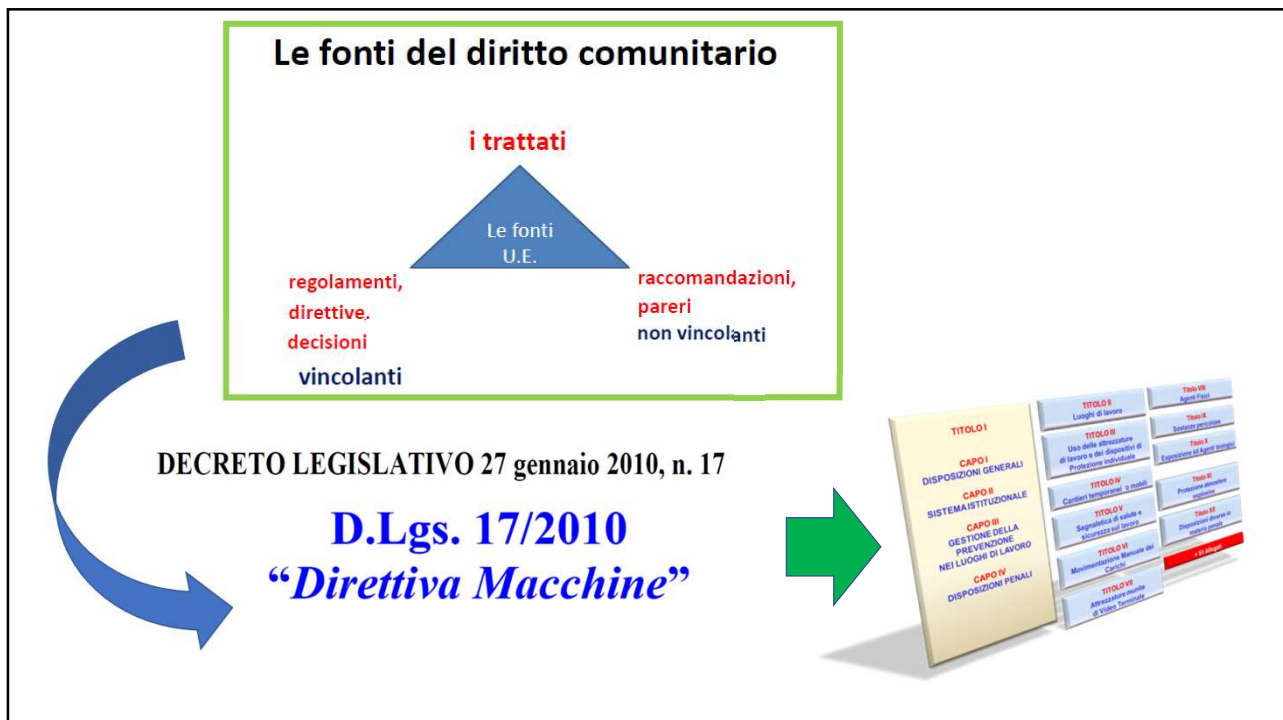 Le fonti del diritto comunitario
i trattati
Le fonti
U.E.
regolamenti,
direttive.
decisioni
vincolanti
raccomandazioni,
pareri
non vincolanti
DECRETO LEGISLATIVO 27 gennaio 2010, n. 17
D.Lgs. 17/2010
“Direttiva Macchine”
TITOLO I
CAPO I
DISPOSIZIONI GENERALI
CAPO II
SISTEMA ISTITUZIONALE
CAPO III
GESTIONE DELLA
PREVENZIONE
NEI LUOGHI DI LAVORO
CAPO IV
DISPOSIZIONI PENALI
TITOLO II
Luoghi di lavoro
TITOLO III
Uso delle attrezzature
di lavoro e dei dispositivi di
Protezione individuale
TITOLO IV
Cantieri temporanei o mobili
TITOLO V
Segnaletica di salute e
sicurezza sul lavoro
TITOLO VI
Movimentazione Manuale dei
Carichi
TITOLO VII
Attrezzature munite
di Video Terminale
Titolo VIII
Agenti Fisici
Titolo IX
Sostanze pericolose
Titolo X
Esposizione ad Agenti biologici
Titolo XI
Protezione atmosfere
esplosive
Titolo XII
Disposizioni diverse in
materia penale
+ 51 Allegati